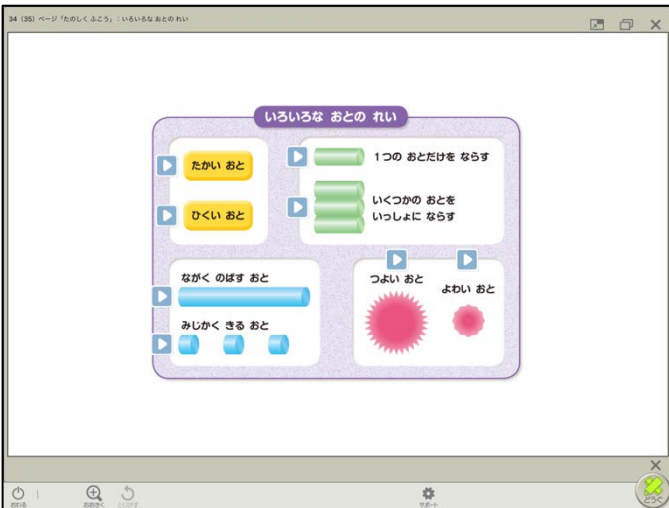 34（35）ページ「たのしく ふこう」：いろいろな おとの れい
いろいろな おとの れい
たかい おと
ひくい おと
1つの おとだけを ならす
いくつかの おとを
いっしょに ならす
ながく のばす おと
みじかく きる おと
つよい おと
よわい おと
おわる
おおきく
とりけす
サポート
どうぐ